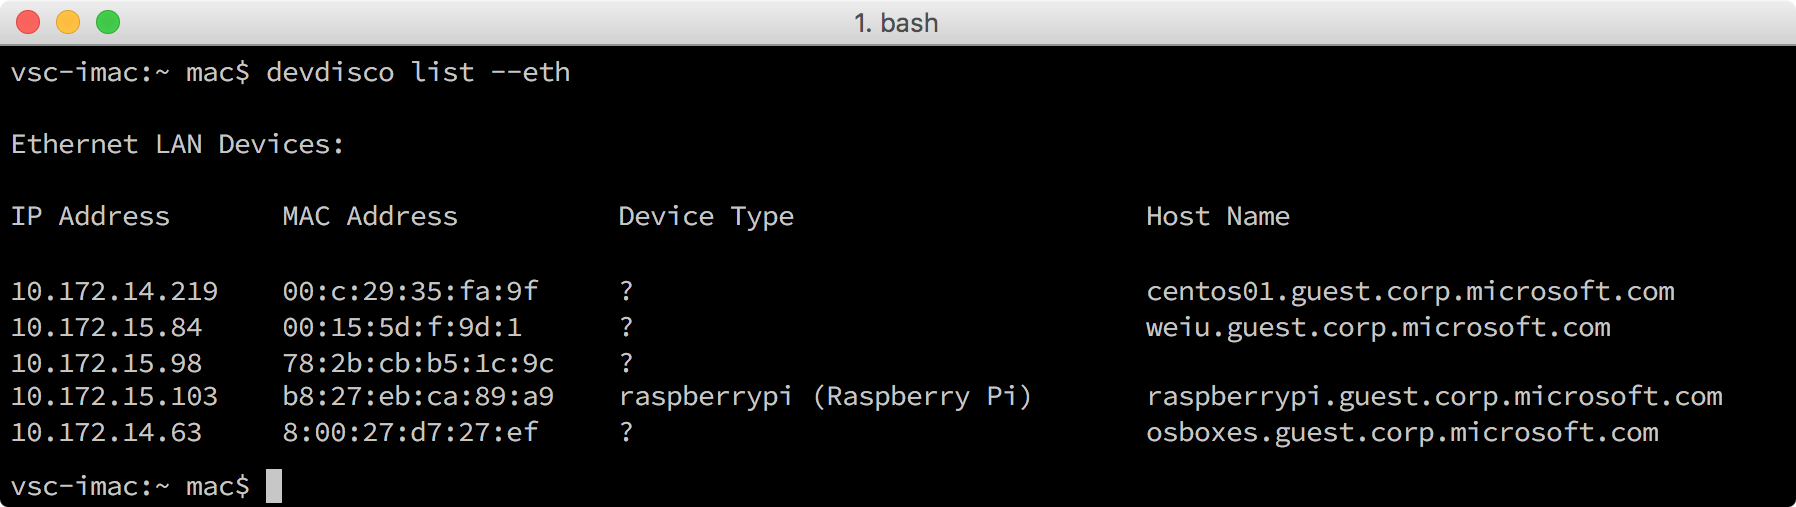 1. bash
vsc-imac:~ mac$ devdisco list --eth
Ethernet LAN Devices:
IP Address MAC Address Device Type Host Name
10.172.14.219 00:c:29:35:fa:9f ? centos01.guest.corp.microsoft.com
10.172.15.84 00:15:5d:f:9d:1 ? weiu.guest.corp.microsoft.com
10.172.15.98 78:2b:cb:b5:1c:9c ?
10.172.15.103 b8:27:eb:ca:89:a9 raspberrypi (Raspberry Pi) raspberrypi.guest.corp.microsoft.com
10.172.14.63 8:00:27:d7:27:ef ? osboxes.guest.corp.microsoft.com
vsc-imac:~ mac$